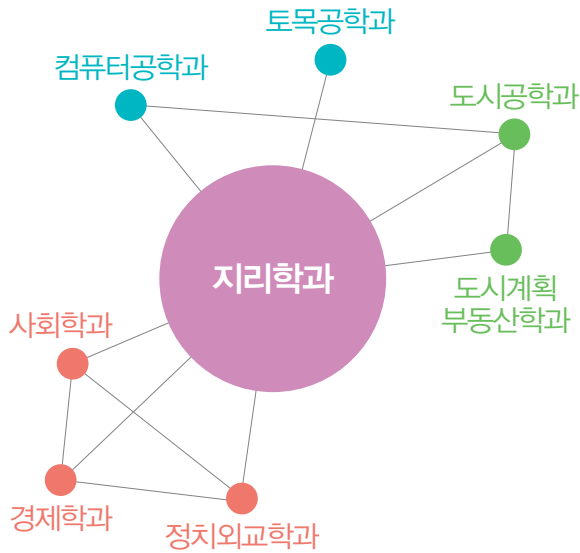 토목공학과
컴퓨터공학과
도시공학과
지리학과
도시계획
부동산학과
사회학과
경제학과
정치외교학과